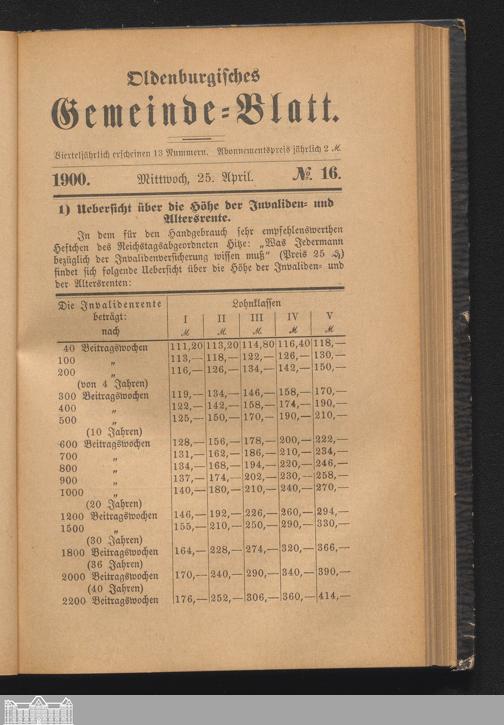 Oldenburgisches
Gemeinde=Blatt.
Vierteljährlich erscheinen 13 Nummern. Abonnementspreis jährlich 2 ℳ.
1900. Mittwoch, 25. April. № 16.
1) Uebersicht über die Höhe der Invaliden= und
Altersrente.
In dem für den Handgebrauch sehr empfehlenswerthen
Heftchen des Reichstagsabgeordneten Hitze: „Was Jedermann
bezüglich der Invalidenversicherung wissen muß“ (Preis 25 ₰)
findet sich folgende Uebersicht über die Höhe der Invaliden= und
der Altersrenten:
Die Invalidenrente Lohnklassen
beträgt: I II III IV V
nach ℳ ℳ ℳ ℳ ℳ
40 Beitragswochen 111,20 113,20 114,80 116,40 118,—
100 „ 113,— 118,— 122,— 126,— 130,—
200 „ 116,— 126,— 134,— 142,— 150,—
(von 4 Jahren)
300 Beitragswochen 119,— 134,— 146,— 158,— 170,—
400 „ 122,— 142,— 158,— 174,— 190,—
500 „ 125,— 150,— 170,— 190,— 210,—
(10 Jahren)
600 Beitragswochen 128,— 156,— 178,— 200,— 222,—
700 „ 131,— 162,— 186,— 210,— 234,—
800 „ 134,— 168,— 194,— 220,— 246,—
900 „ 137,— 174,— 202,— 230,— 258,—
1000 „ 140,— 180,— 210,— 240,— 270,—
(20 Jahren)
1200 Beitragswochen 146,— 192,— 226,— 260,— 294,—
1500 „ 155,— 210,— 250,— 290,— 330,—
(30 Jahren)
1800 Beitragswochen 164,— 228,— 274,— 320,— 366,—
(36 Jahren)
2000 Beitragswochen 170,— 240,— 290,— 340,— 390,—
(40 Jahren)
2200 Beitragswochen 176,— 252,— 306,— 360,— 414,—